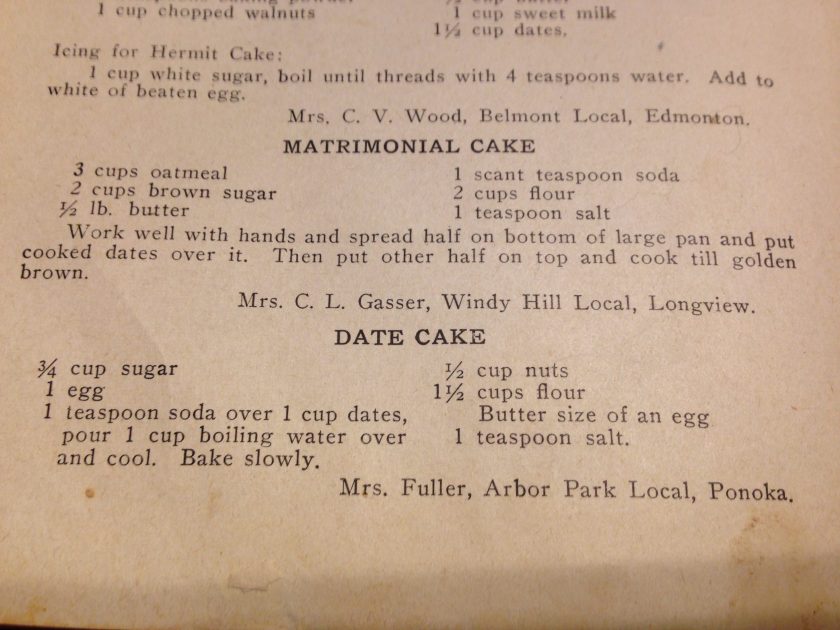 1 cup chopped walnuts 1 cup sweet milk
1½ cup dates.
Icing for Hermit Cake:
1 cup white sugar, boil until threads with 4 teaspoons water. Add to
white of beaten egg.
Mrs. C. V. Wood, Belmont Local, Edmonton.
MATRIMONIAL CAKE
3 cups oatmeal 1 scant teaspoon soda
2 cups brown sugar 2 cups flour
½ lb. butter 1 teaspoon salt
Work well with hands and spread half on bottom of large pan and put
cooked dates over it. Then put other half on top and cook till golden
brown.
Mrs. C. L. Gasser, Windy Hill Local, Longview.
DATE CAKE
¾ cup sugar ½ cup nuts
1 egg 1½ cups flour
1 teaspoon soda over 1 cup dates, Butter size of an egg
pour 1 cup boiling water over 1 teaspoon salt.
and cool. Bake slowly.
Mrs. Fuller, Arbor Park Local, Ponoka.